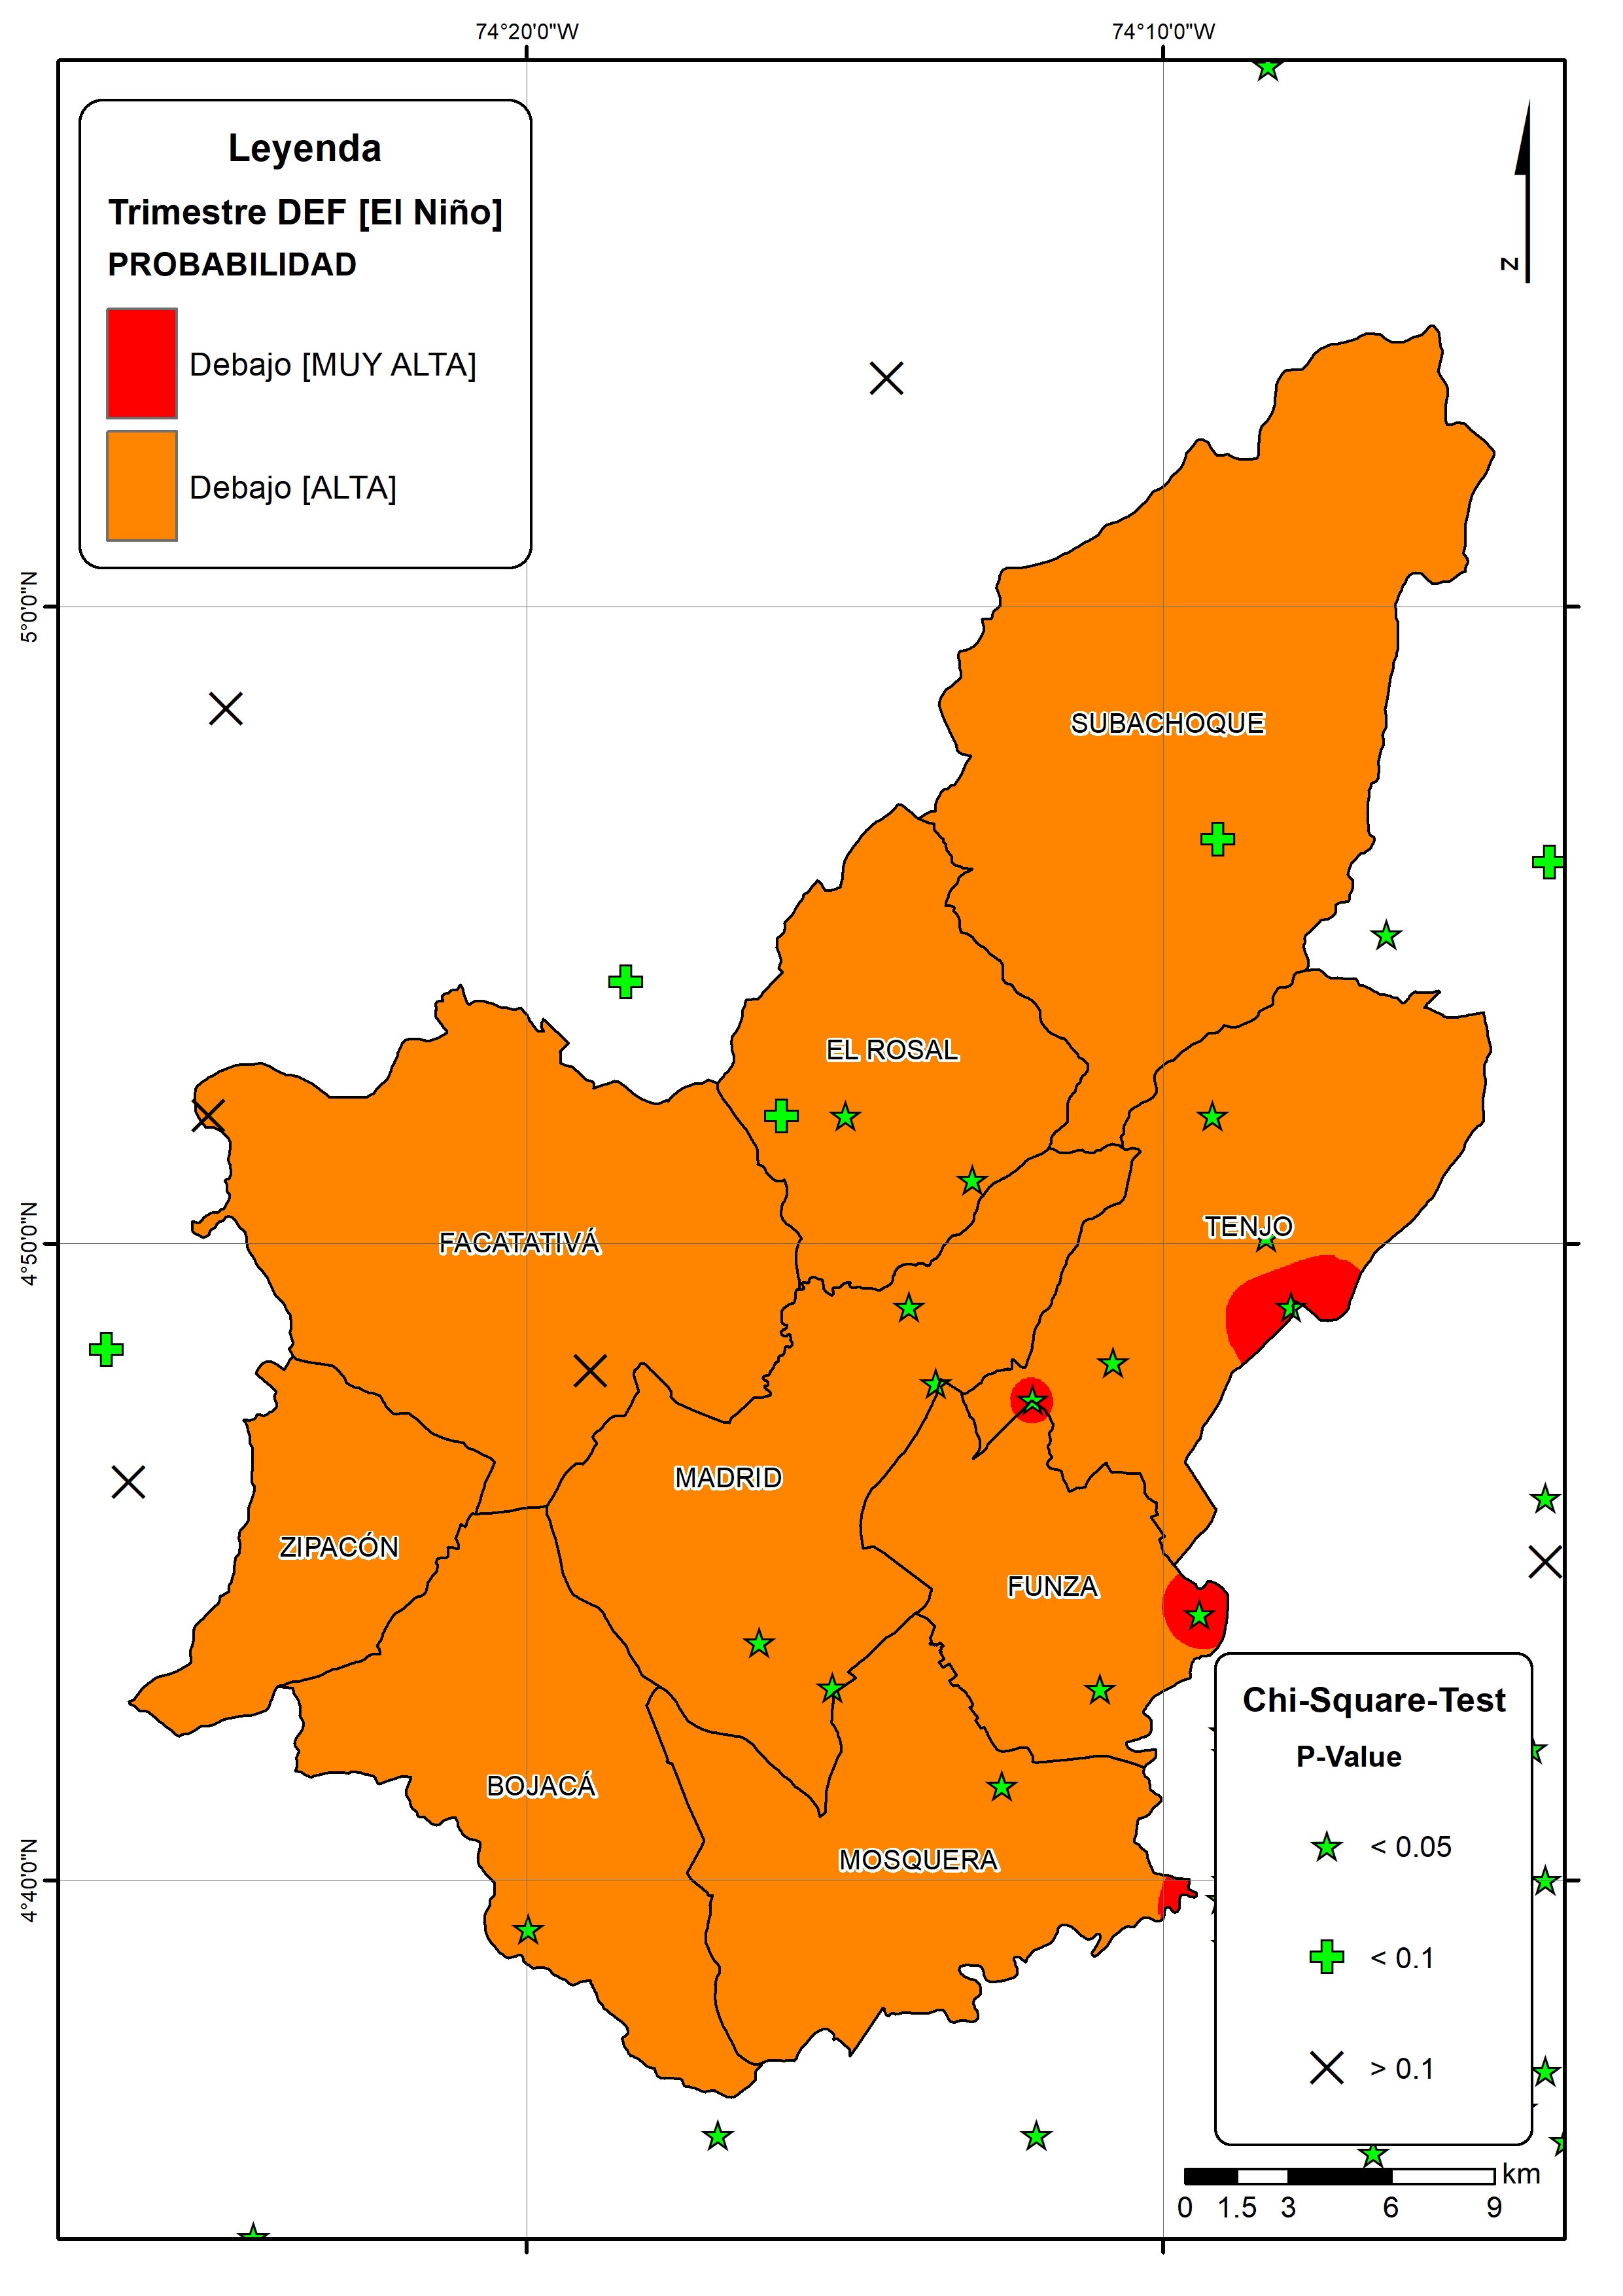 74°20'0"W
74°10'0"W
Leyenda
Trimestre DEF [El Niño]
PROBABILIDAD
Debajo [MUY ALTA]
Debajo [ALTA]
N
5°0'0"N
SUBACHOQUE
EL ROSAL
TENJO
FACATATIVÁ
4°50'0"N
MADRID
ZIPACÓN
FUNZA
BOJACÁ
MOSQUERA
4°40'0"N
Chi-Square-Test
P-Value
< 0.05
< 0.1
> 0.1
km
0 1.5 3 6 9